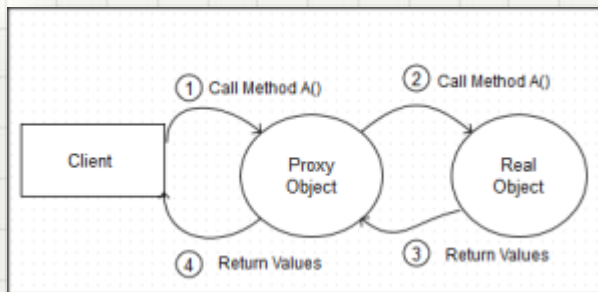 1 Call Method A()
2 Call Method A()
Client
Proxy
Object
Real
Object
3 Return Values
4 Return Values